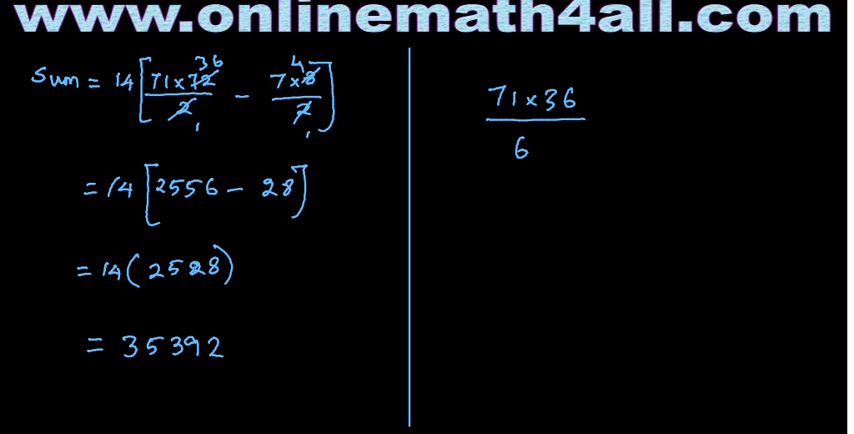 www.onlinemath4all.com
Sum = 14 [ 71 × 72 36 / 2 1 − 7 × 8 4 / 2 1 ]
= 14 [ 2556 − 28 ]
= 14 ( 2528 )
= 35392
71 × 36
6